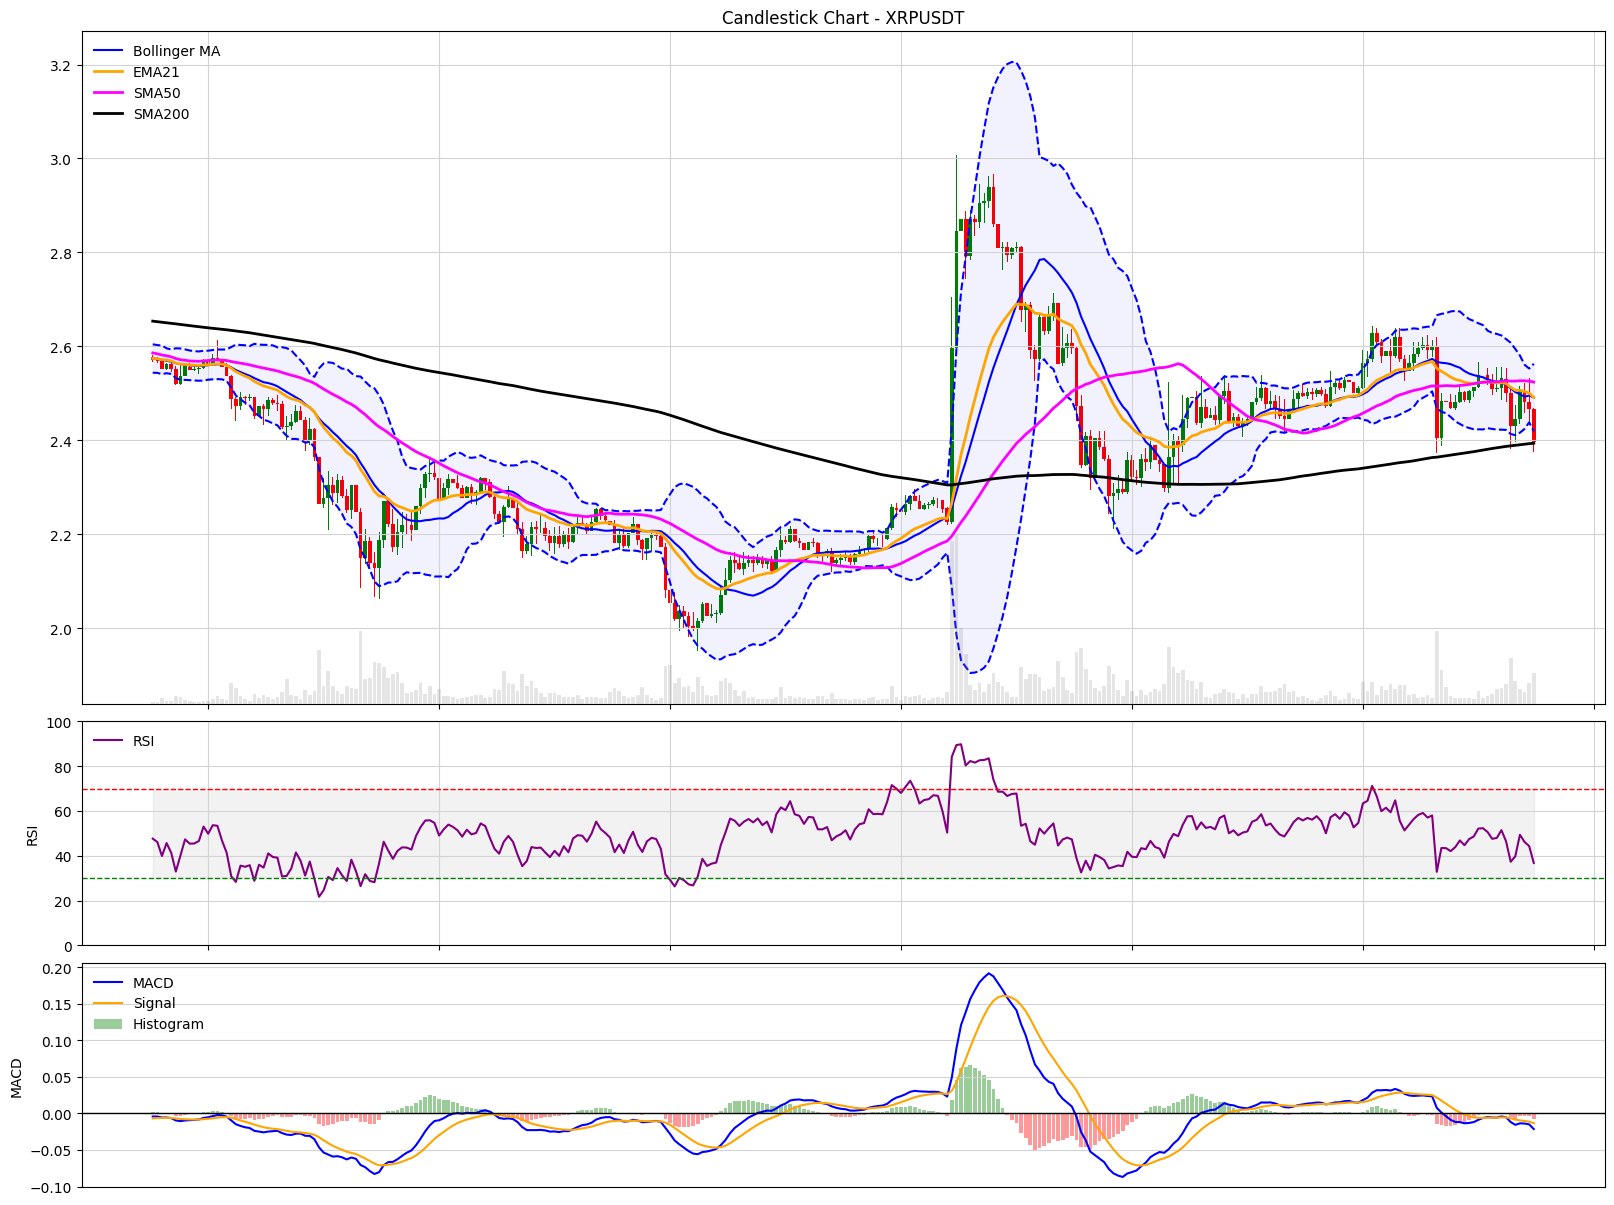 Candlestick Chart - XRPUSDT
Bollinger MA
EMA21
SMA50
SMA200
3.2
3.0
2.8
2.6
2.4
2.2
2.0
RSI
100
80
60
40
20
0
RSI
MACD
Signal
Histogram
0.20
0.15
0.10
0.05
0.00
−0.05
−0.10
MACD